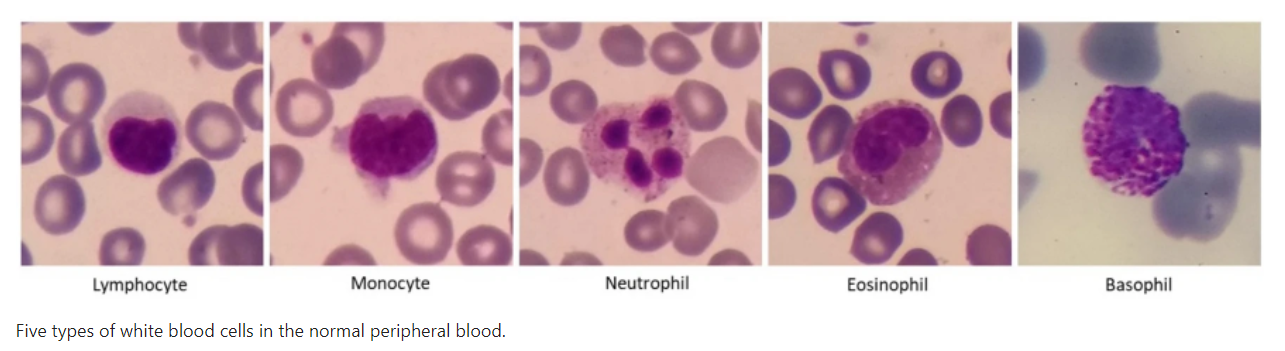 Lymphocyte
Monocyte
Neutrophil
Eosinophil
Basophil
Five types of white blood cells in the normal peripheral blood.